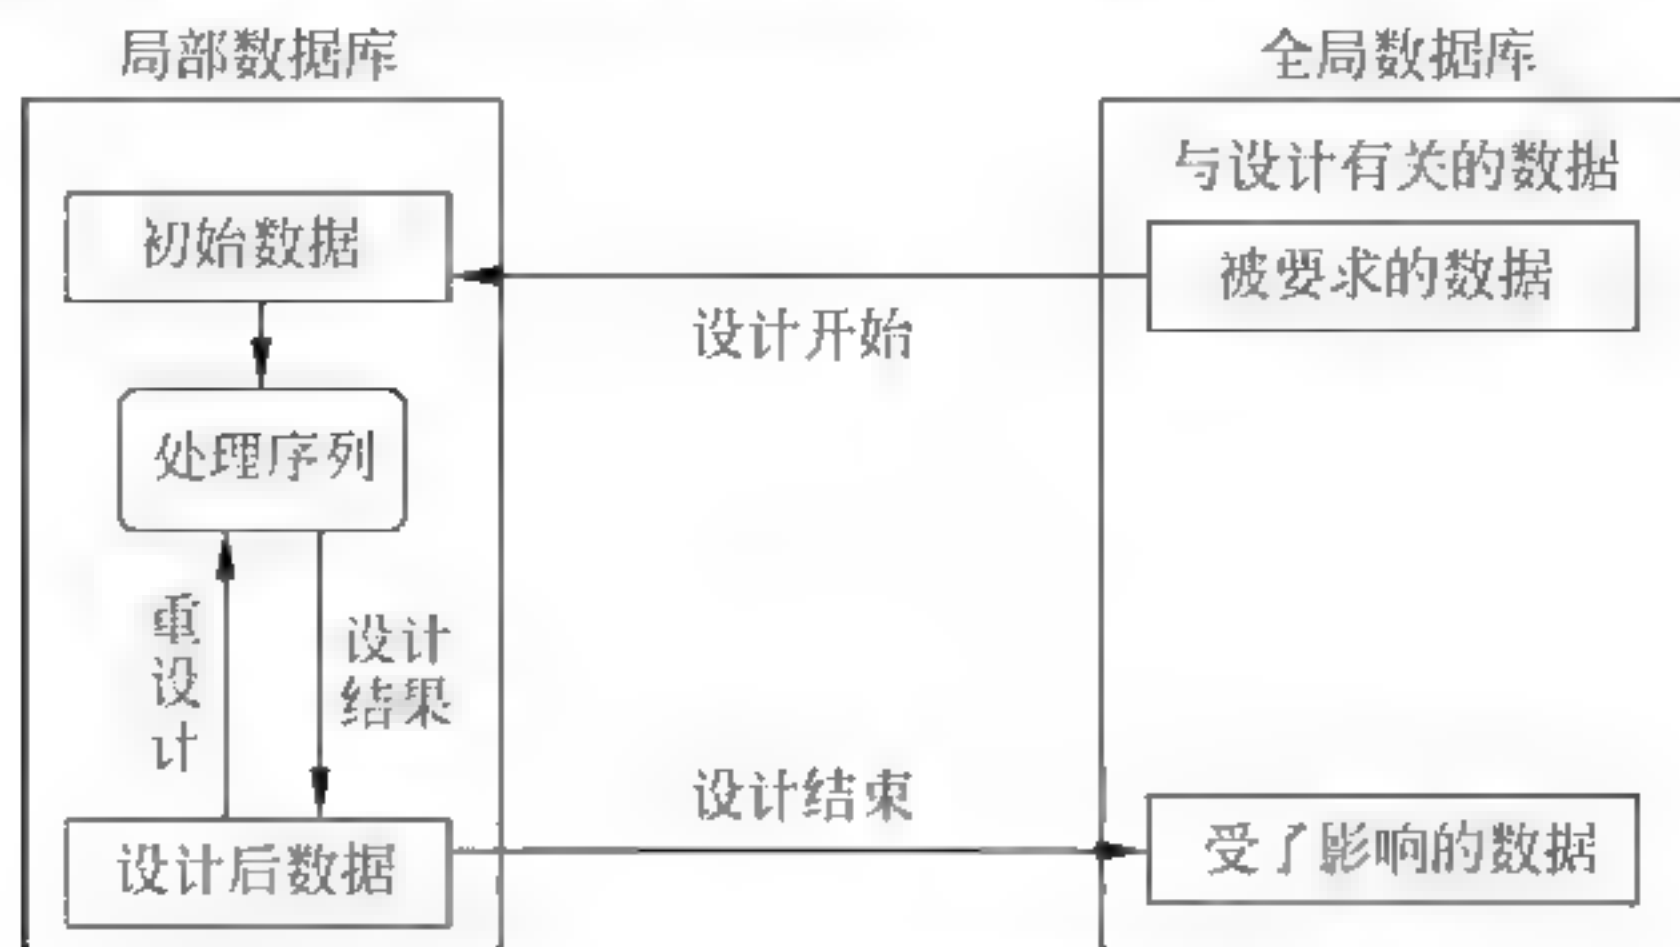 局部数据库
全局数据库
与设计有关的数据
初始数据
被要求的数据
设计开始
处理序列
重设计
设计
结果
设计结束
设计后数据
受了影响的数据